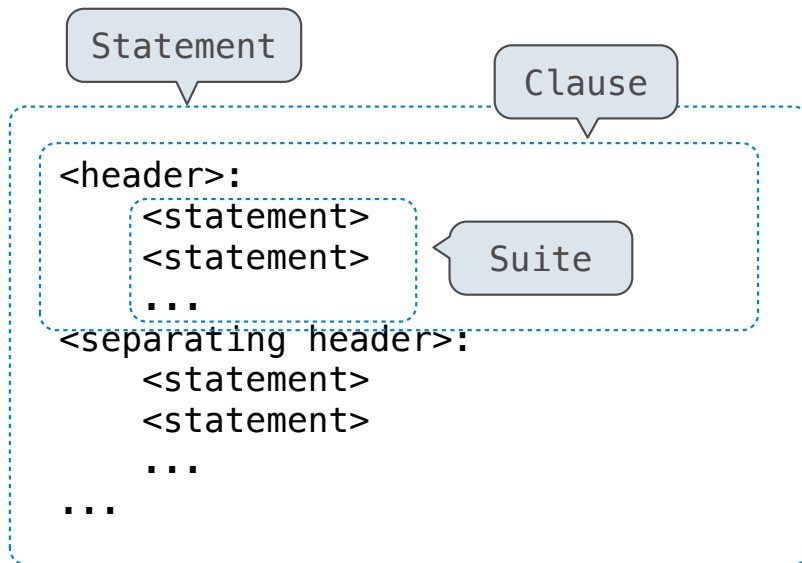 Statement
Clause
<header>:
<statement>
<statement>
Suite
...
<separating header>:
<statement>
<statement>
...
...